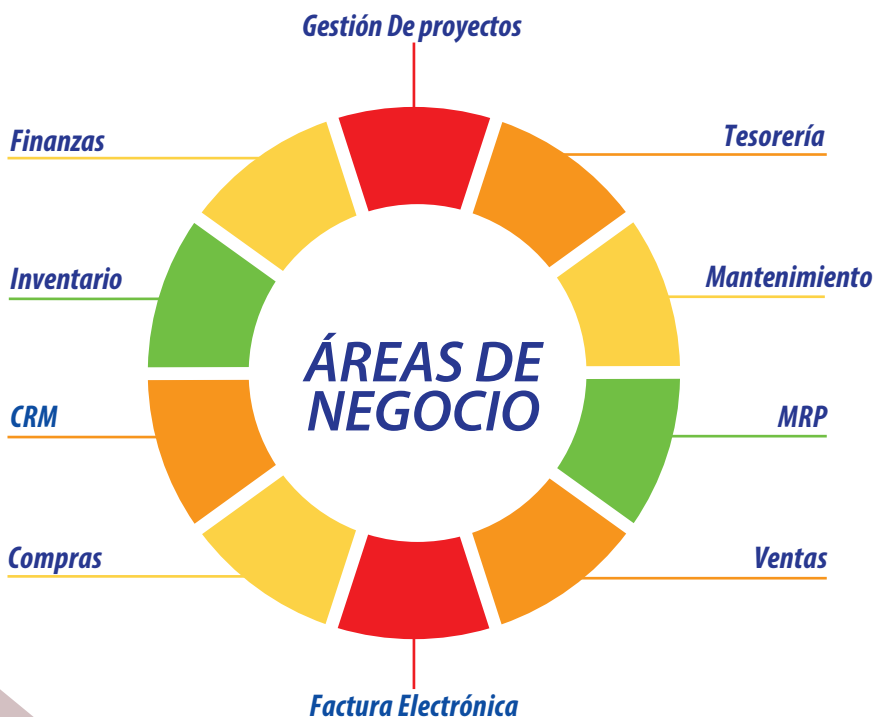 Gestión De proyectos
Finanzas
Tesorería
Inventario
Mantenimiento
ÁREAS DE
NEGOCIO
CRM
MRP
Compras
Ventas
Factura Electrónica